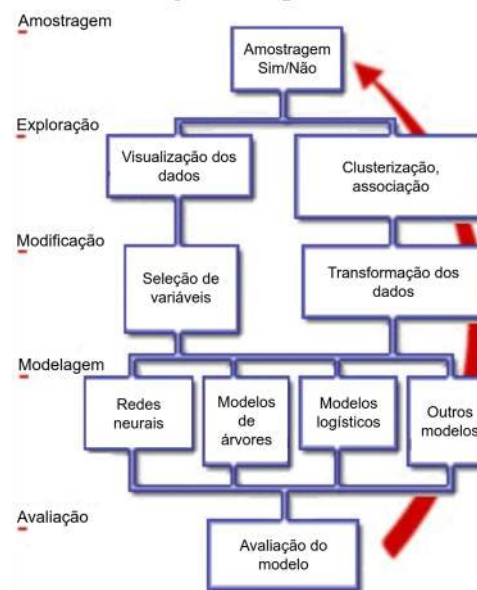 Amostragem
Amostragem
Sim/Não
Exploração
Visualização dos
dados
Clusterização,
associação
Modificação
Seleção de
variáveis
Transformação dos
dados
Modelagem
Redes
neurais
Modelos
de
árvores
Modelos
logísticos
Outros
modelos
Avaliação
Avaliação do
modelo